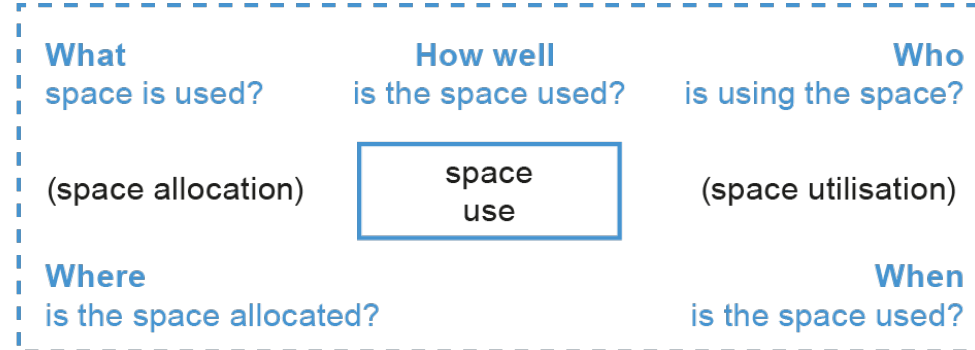 What
space is used?
How well
is the space used?
Who
is using the space?
(space allocation)
space
use
(space utilisation)
Where
is the space allocated?
When
is the space used?